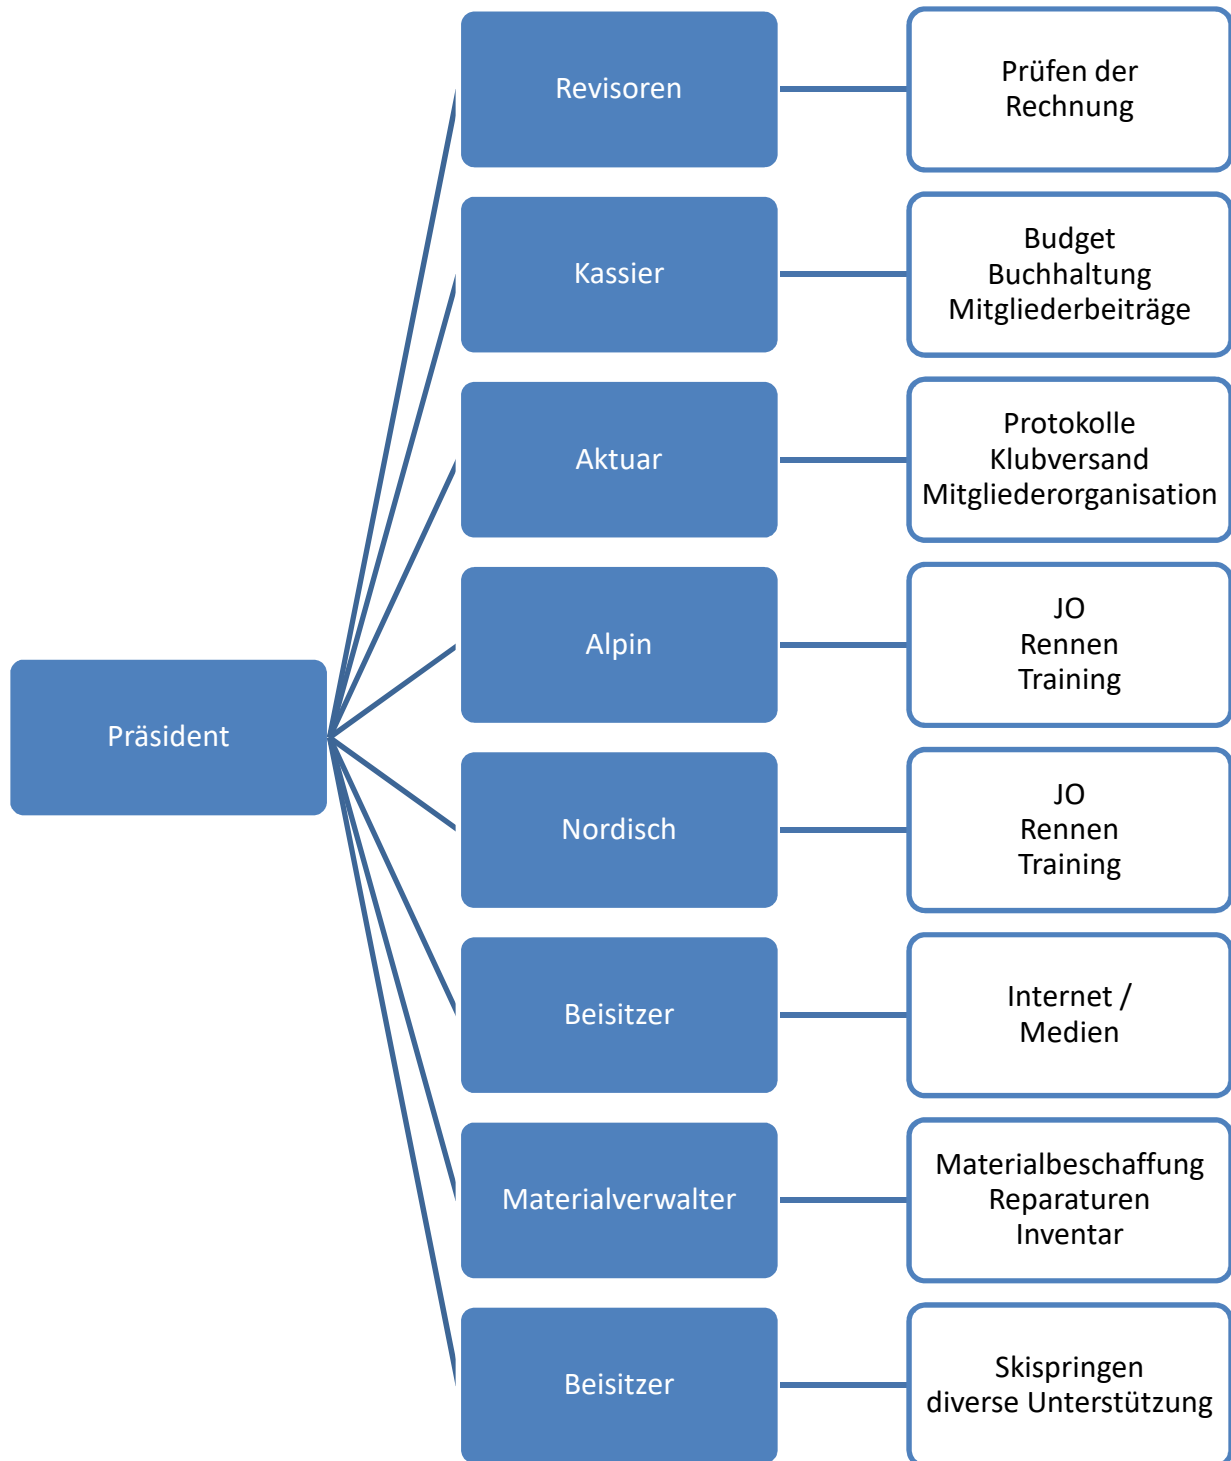 Präsident
Revisoren
Prüfen der
Rechnung
Kassier
Budget
Buchhaltung
Mitgliederbeiträge
Aktuar
Protokolle
Klubversand
Mitgliederorganisation
Alpin
JO
Rennen
Training
Nordisch
JO
Rennen
Training
Beisitzer
Internet /
Medien
Materialverwalter
Materialbeschaffung
Reparaturen
Inventar
Beisitzer
Skispringen
diverse Unterstützung